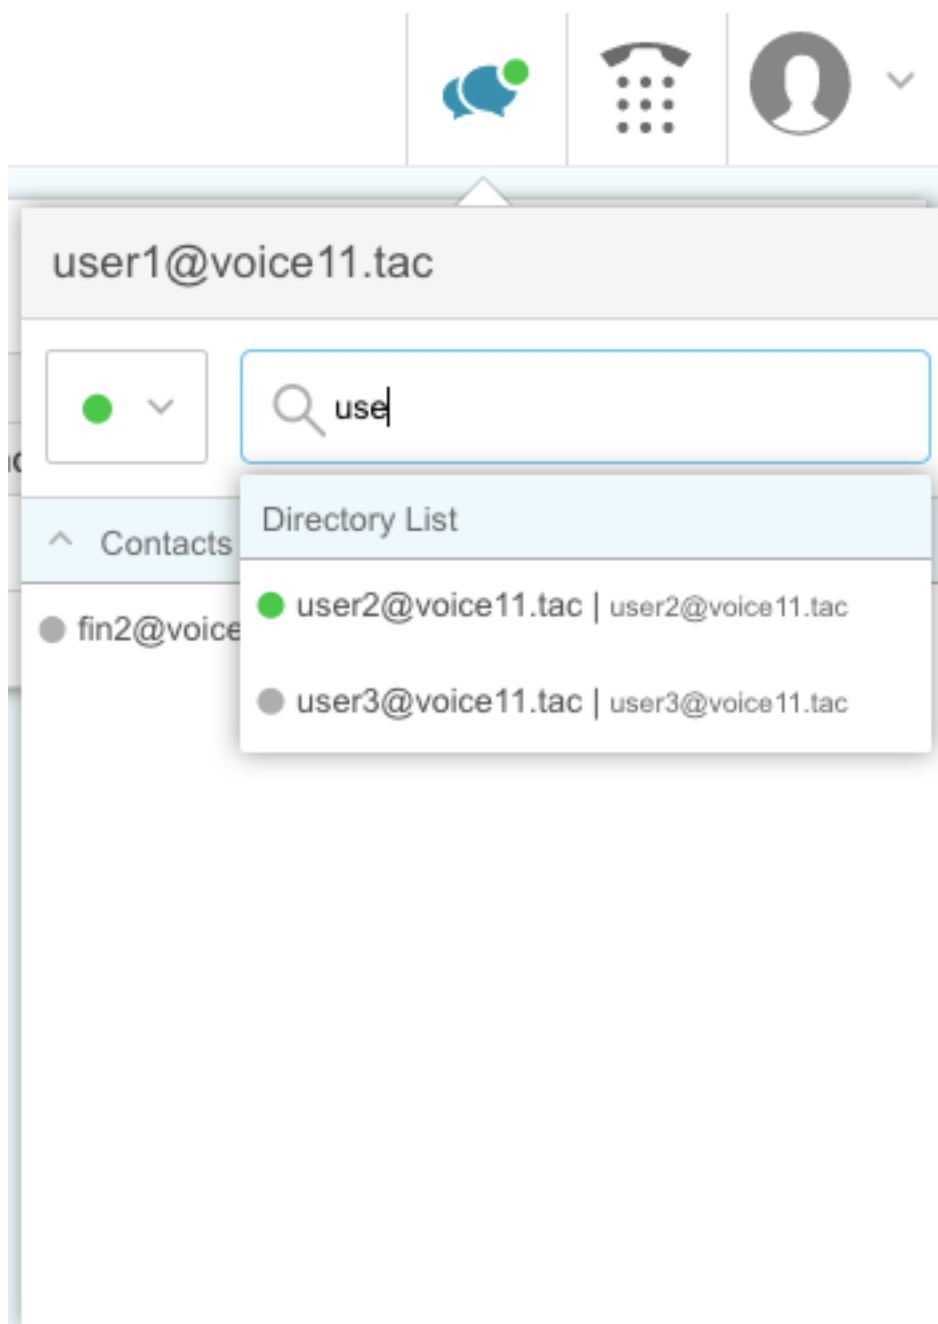 user1@voice11.tac
use
Directory List
Contacts
user2@voice11.tac | user2@voice11.tac
fin2@voice
user3@voice11.tac | user3@voice11.tac